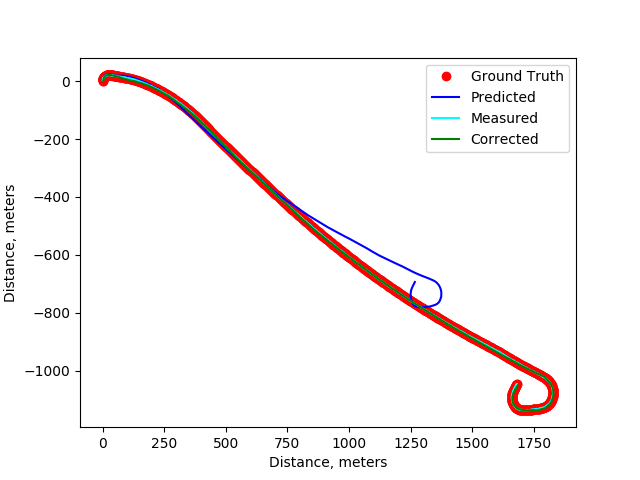 Ground Truth
Predicted
Measured
Corrected
0
−200
−400
−600
−800
−1000
Distance, meters
0
250
500
750
1000
1250
1500
1750
Distance, meters